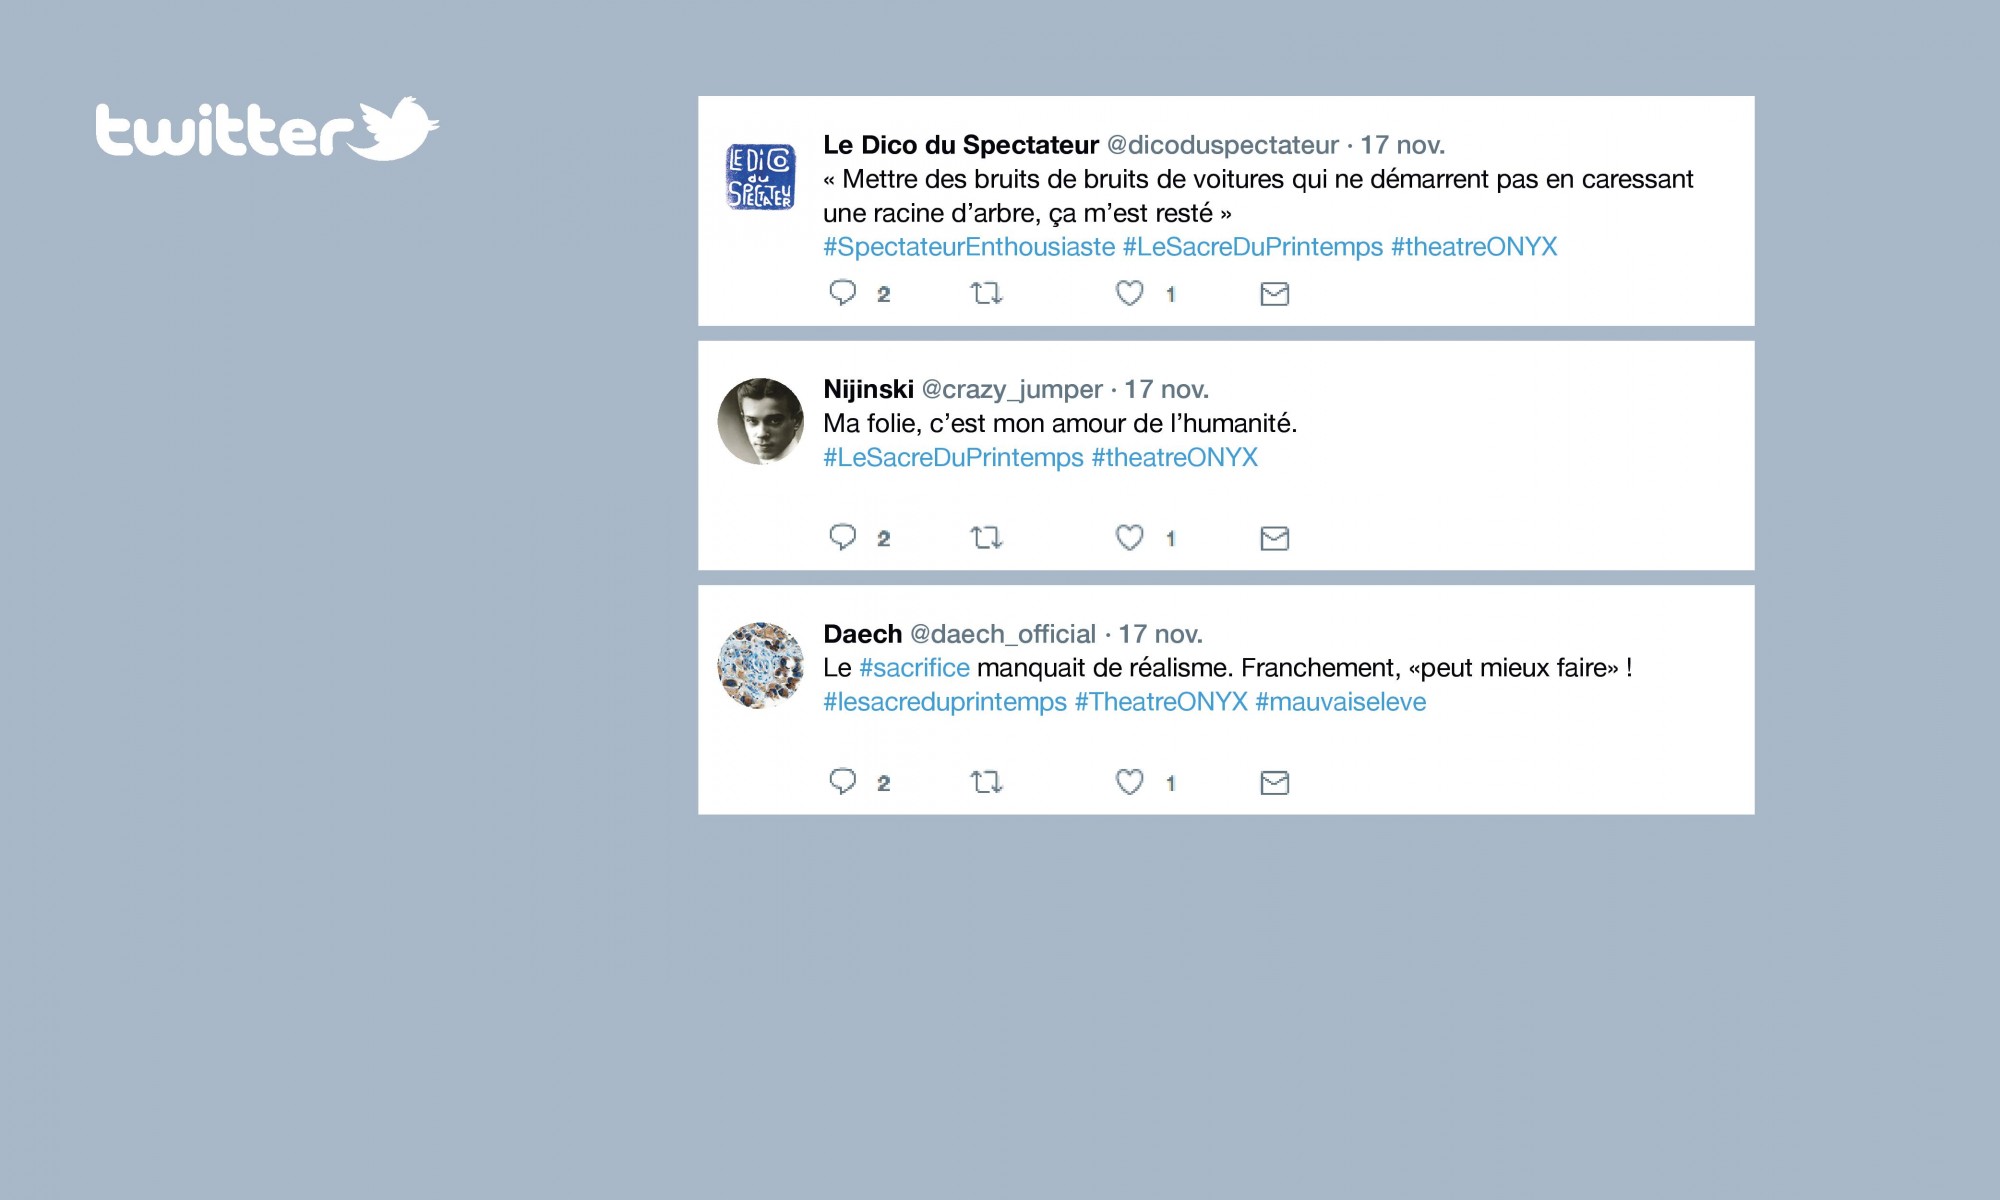 twitter
LE DiCO
du
SPECTATEUR
Le Dico du Spectateur @dicoduspectateur · 17 nov.
« Mettre des bruits de bruits de voitures qui ne démarrent pas en caressant
une racine d’arbre, ça m’est resté »
#SpectateurEnthousiaste #LeSacreDuPrintemps #theatreONYX
2 1
Nijinski @crazy_jumper · 17 nov.
Ma folie, c’est mon amour de l’humanité.
#LeSacreDuPrintemps #theatreONYX
2 1
Daech @daech_official · 17 nov.
Le #sacrifice manquait de réalisme. Franchement, «peut mieux faire» !
#lesacreduprintemps #TheatreONYX #mauvaiseleve
2 1